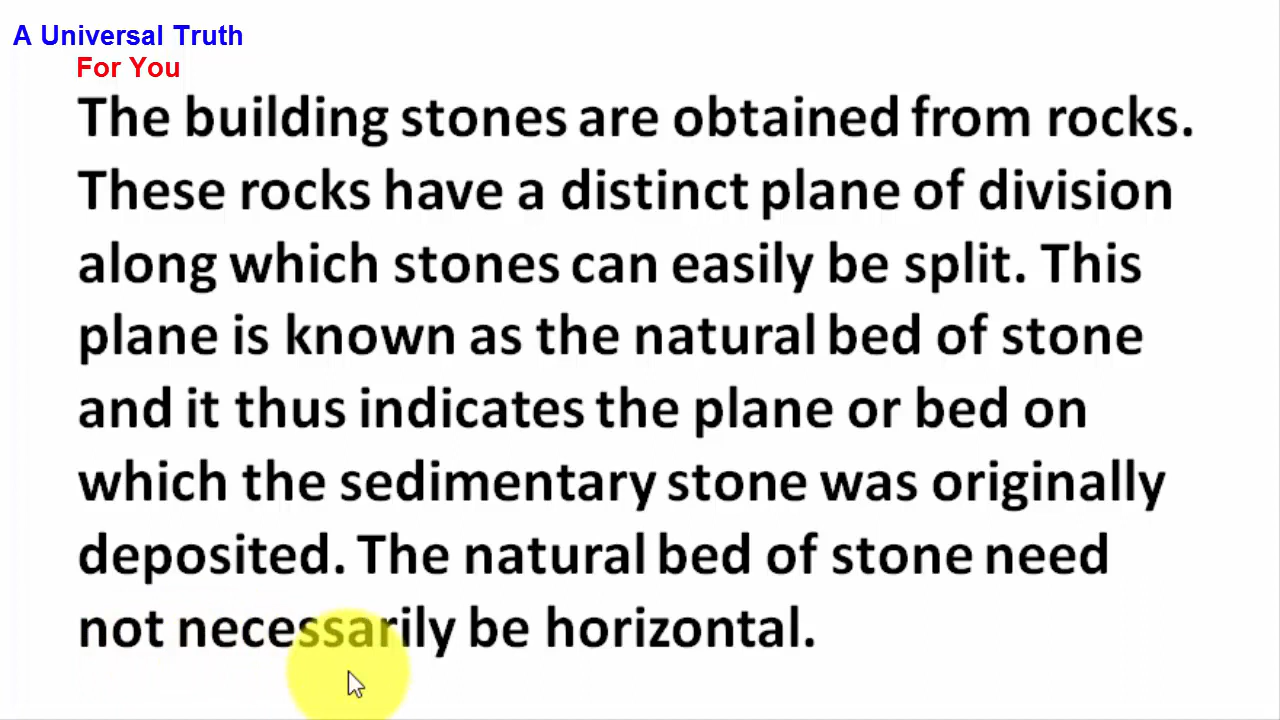 A Universal Truth
For You
The building stones are obtained from rocks.
These rocks have a distinct plane of division
along which stones can easily be split. This
plane is known as the natural bed of stone
and it thus indicates the plane or bed on
which the sedimentary stone was originally
deposited. The natural bed of stone need
not necessarily be horizontal.